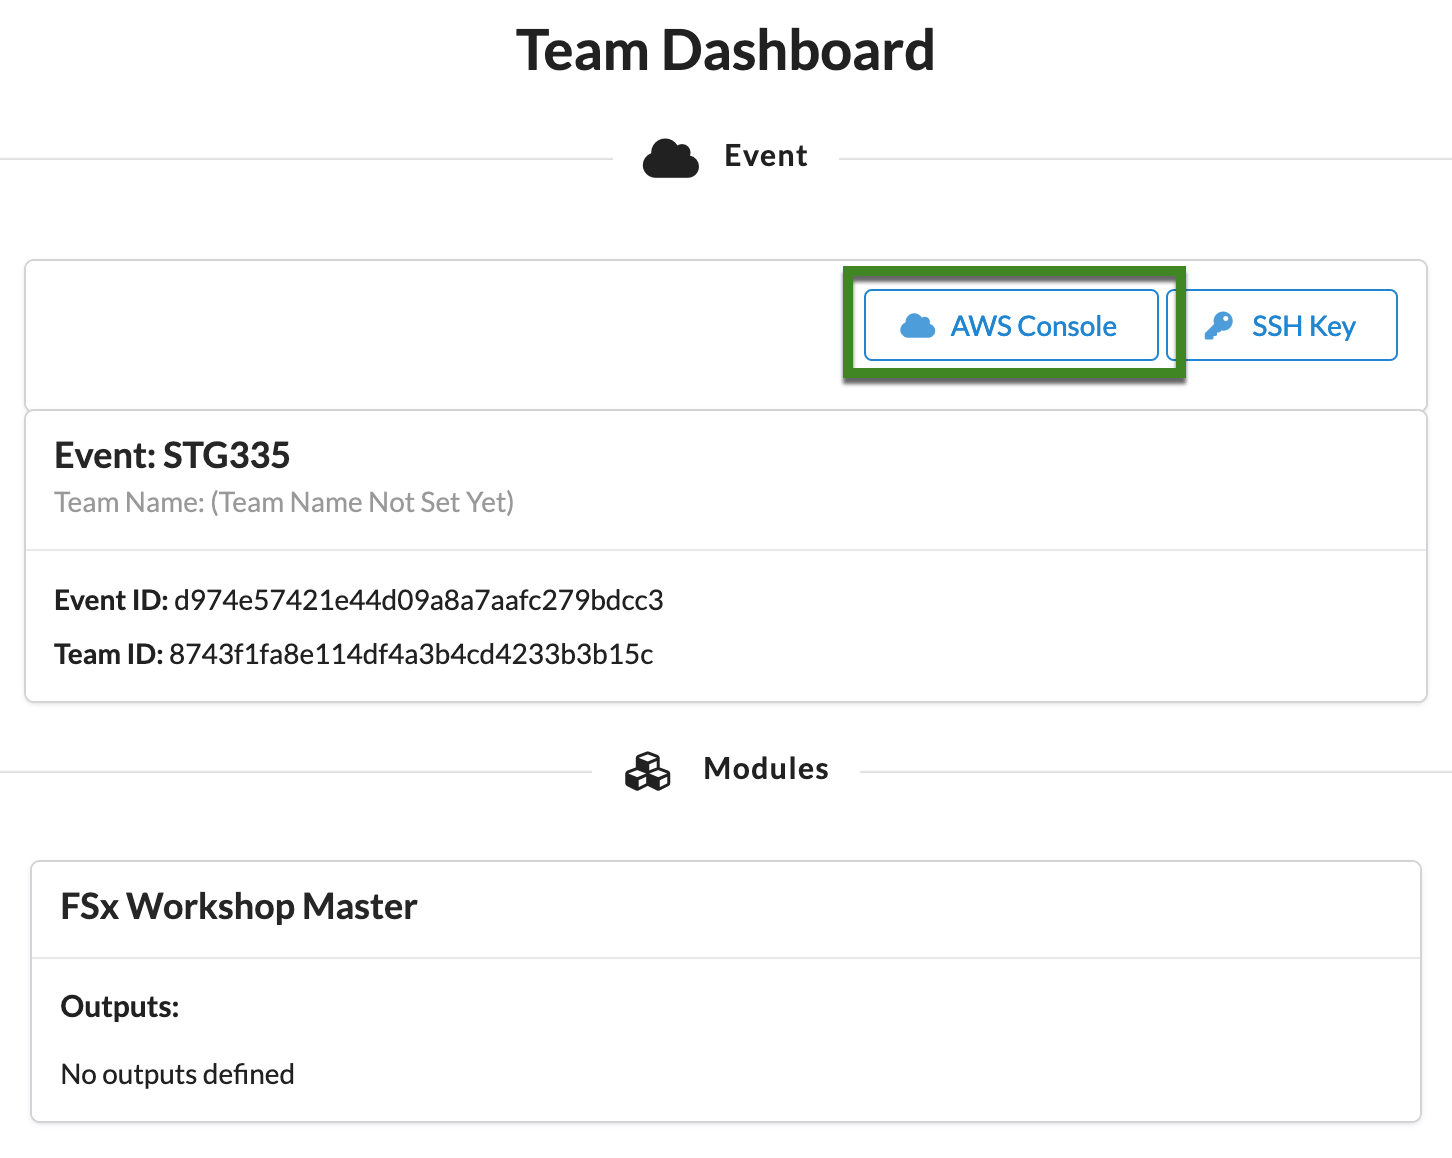 Team Dashboard
Event
AWS Console
SSH Key
Event: STG335
Team Name: (Team Name Not Set Yet)
Event ID: d974e57421e44d09a8a7aafc279bdcc3
Team ID: 8743f1fa8e114df4a3b4cd4233b3b15c
Modules
FSx Workshop Master
Outputs:
No outputs defined